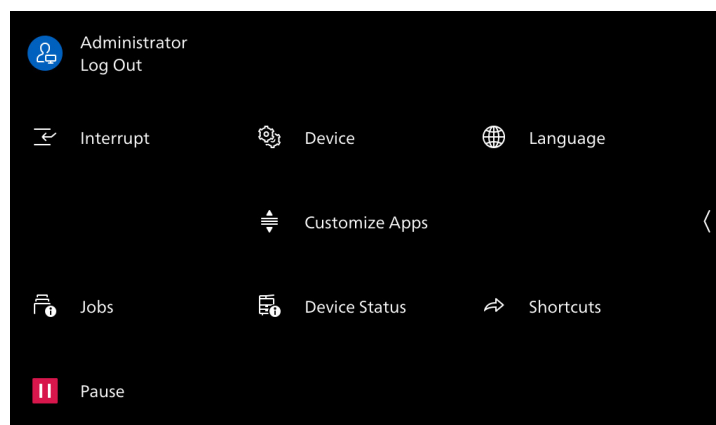 Administrator
Log Out
Interrupt
Device
Language
Customize Apps
Jobs
Device Status
Shortcuts
Pause